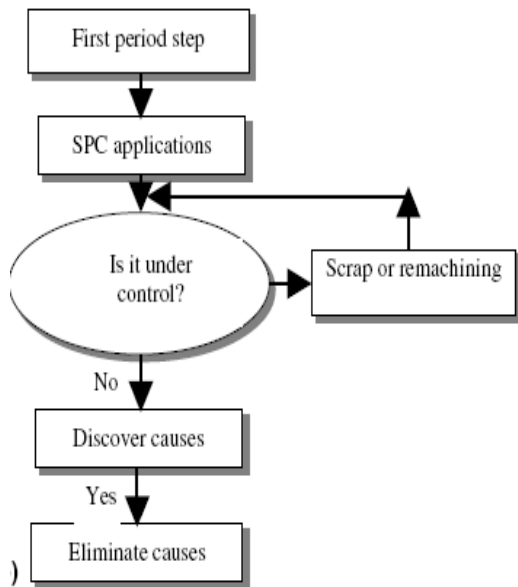 First period step
SPC applications
Is it under
control?
Scrap or remachining
No
Discover causes
Yes
Eliminate causes
)